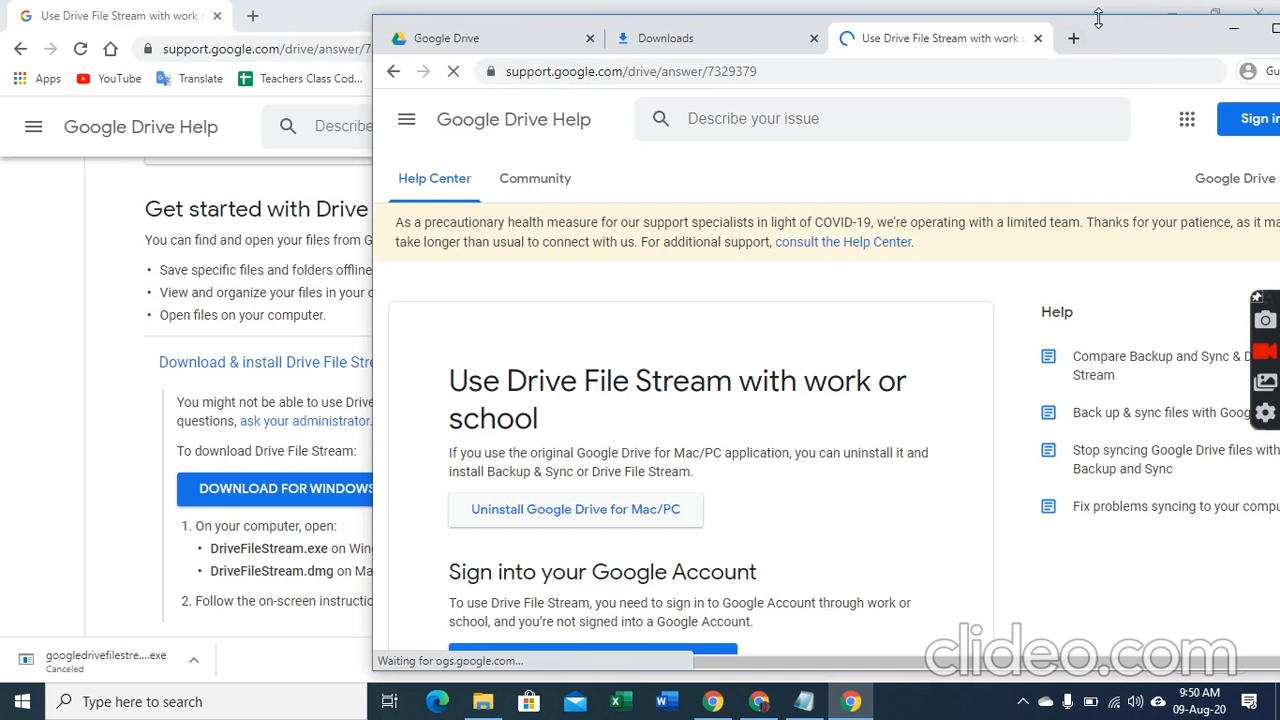 Use Drive File Stream with work o
support.google.com/drive/answer/7
Apps
YouTube
Translate
Teachers Class Cod...
Google Drive Help
Describe
Get started with Drive
You can find and open your files from G
• Save specific files and folders offline
• View and organize your files in your c
• Open files on your computer.
Download & install Drive File Stre
You might not be able to use Drive
questions, ask your administrator.
To download Drive File Stream:
DOWNLOAD FOR WINDOWS
1. On your computer, open:
• DriveFileStream.exe on Win
• DriveFileStream.dmg on Ma
2. Follow the on-screen instructio
googledrivefilestre....exe
Canceled
Google Drive
Downloads
Use Drive File Stream with work o
support.google.com/drive/answer/7329379
Gu
Google Drive Help
Describe your issue
Sign in
Help Center
Community
Google Drive
As a precautionary health measure for our support specialists in light of COVID-19, we're operating with a limited team. Thanks for your patience, as it ma
take longer than usual to connect with us. For additional support, consult the Help Center.
Use Drive File Stream with work or
school
If you use the original Google Drive for Mac/PC application, you can uninstall it and
install Backup & Sync or Drive File Stream.
Uninstall Google Drive for Mac/PC
Sign into your Google Account
To use Drive File Stream, you need to sign in to Google Account through work or
school, and you're not signed into a Google Account.
Help
Compare Backup and Sync & D
Stream
Back up & sync files with Goog
Stop syncing Google Drive files with
Backup and Sync
Fix problems syncing to your compu
Waiting for ogs.google.com...
clideo.com
Type here to search
9:50 AM
09-Aug-20